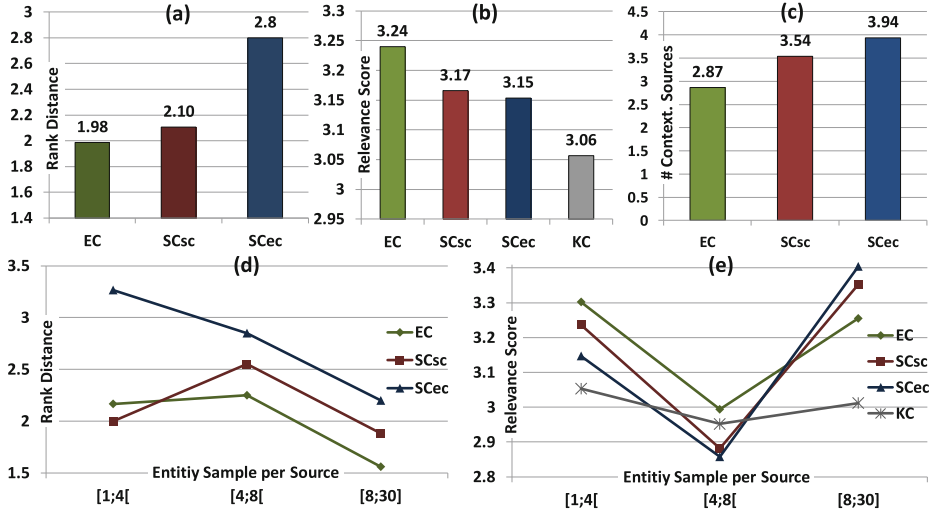 (a)
Rank Distance
3
2.8
2.6
2.4
2.2
2
1.8
1.6
1.4
1.98
2.10
2.8
EC SCsc SCec
(b)
Relevance Score
3.25
3.2
3.15
3.1
3.05
3
2.95
3.24
3.17
3.15
3.06
EC SCsc SCec KC
(c)
# Context. Sources
4.5
4
3.5
3
2.5
2
1.5
1
0.5
0
2.87
3.54
3.94
EC SCsc SCec
(d)
Rank Distance
3.5
3
2.5
2
1.5
EC
SCsc
SCec
Entitiy Sample per Source
[1;4[ [4;8[ [8;30]
(e)
Relevance Score
3.4
3.3
3.2
3.1
3
2.9
2.8
EC
SCsc
SCec
KC
Entitiy Sample per Source
[1;4[ [4;8[ [8;30]